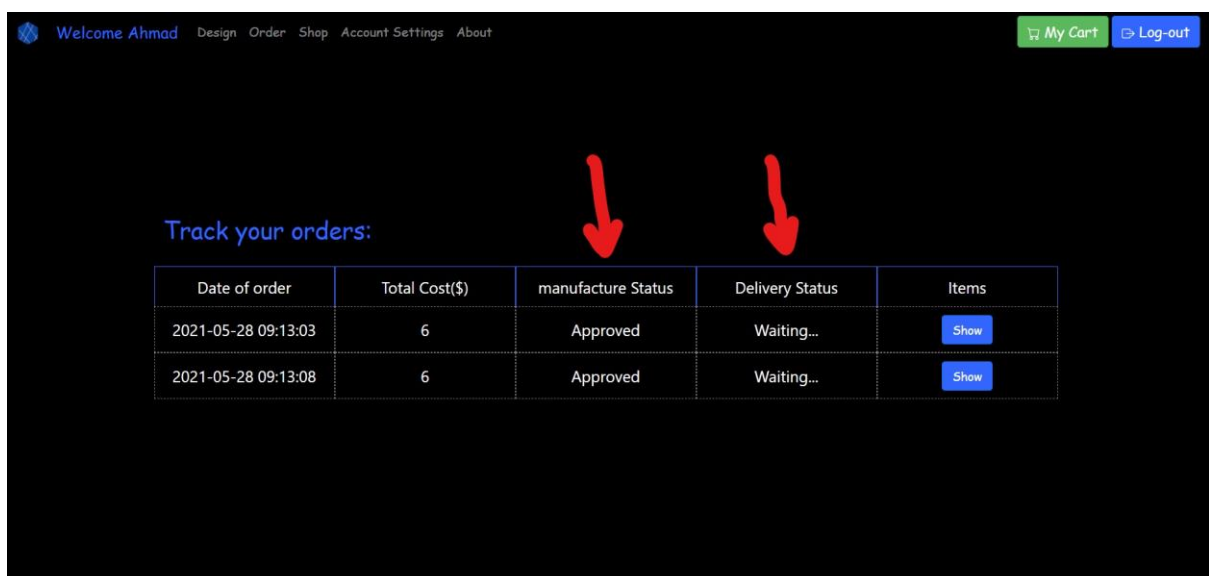 Welcome Ahmad Design Order Shop Account Settings About My Cart Log-out
Track your orders:
Date of order Total Cost($) manufacture Status Delivery Status Items
2021-05-28 09:13:03 6 Approved Waiting... Show
2021-05-28 09:13:08 6 Approved Waiting... Show